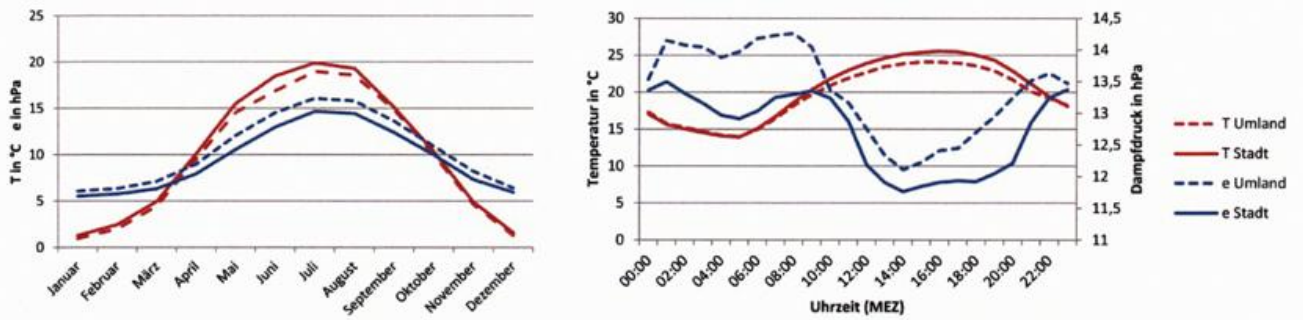 T in °C e in hPa
25
20
15
10
5
0
Januar
Februar
März
April
Mai
Juni
Juli
August
September
Oktober
November
Dezember
Temperatur in °C
30
25
20
15
10
5
0
14,5
14
13,5
13
12,5
12
11,5
11
Dampfdruck in hPa
00:00
02:00
04:00
06:00
08:00
10:00
12:00
14:00
16:00
18:00
20:00
22:00
Uhrzeit (MEZ)
T Umland
T Stadt
e Umland
e Stadt